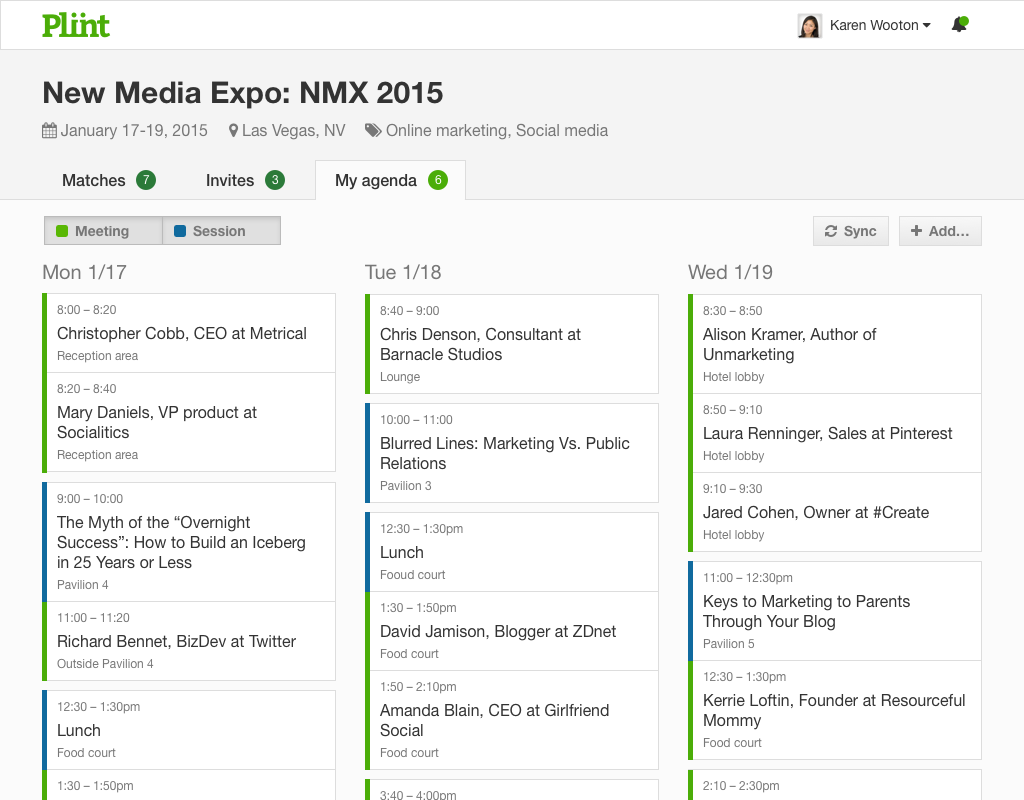 Plint
Karen Wooton
New Media Expo: NMX 2015
January 17-19, 2015 Las Vegas, NV Online marketing, Social media
Matches 7 Invites 3 My agenda 6
Meeting Session Sync Add...
Mon 1/17
8:00 – 8:20
Christopher Cobb, CEO at Metrical
Reception area
8:20 – 8:40
Mary Daniels, VP product at
Socialitics
Reception area
9:00 – 10:00
The Myth of the “Overnight
Success”: How to Build an Iceberg
in 25 Years or Less
Pavilion 4
11:00 – 11:20
Richard Bennet, BizDev at Twitter
Outside Pavilion 4
12:30 – 1:30pm
Lunch
Food court
1:30 – 1:50pm
Tue 1/18
8:40 – 9:00
Chris Denson, Consultant at
Barnacle Studios
Lounge
10:00 – 11:00
Blurred Lines: Marketing Vs. Public
Relations
Pavilion 3
12:30 – 1:30pm
Lunch
Fooud court
1:30 – 1:50pm
David Jamison, Blogger at ZDnet
Food court
1:50 – 2:10pm
Amanda Blain, CEO at Girlfriend
Social
Food court
3:40 – 4:00pm
Wed 1/19
8:30 – 8:50
Alison Kramer, Author of
Unmarketing
Hotel lobby
8:50 – 9:10
Laura Renninger, Sales at Pinterest
Hotel lobby
9:10 – 9:30
Jared Cohen, Owner at #Create
Hotel lobby
11:00 – 12:30pm
Keys to Marketing to Parents
Through Your Blog
Pavilion 5
12:30 – 1:30pm
Kerrie Loftin, Founder at Resourceful
Mommy
Food court
2:10 – 2:30pm